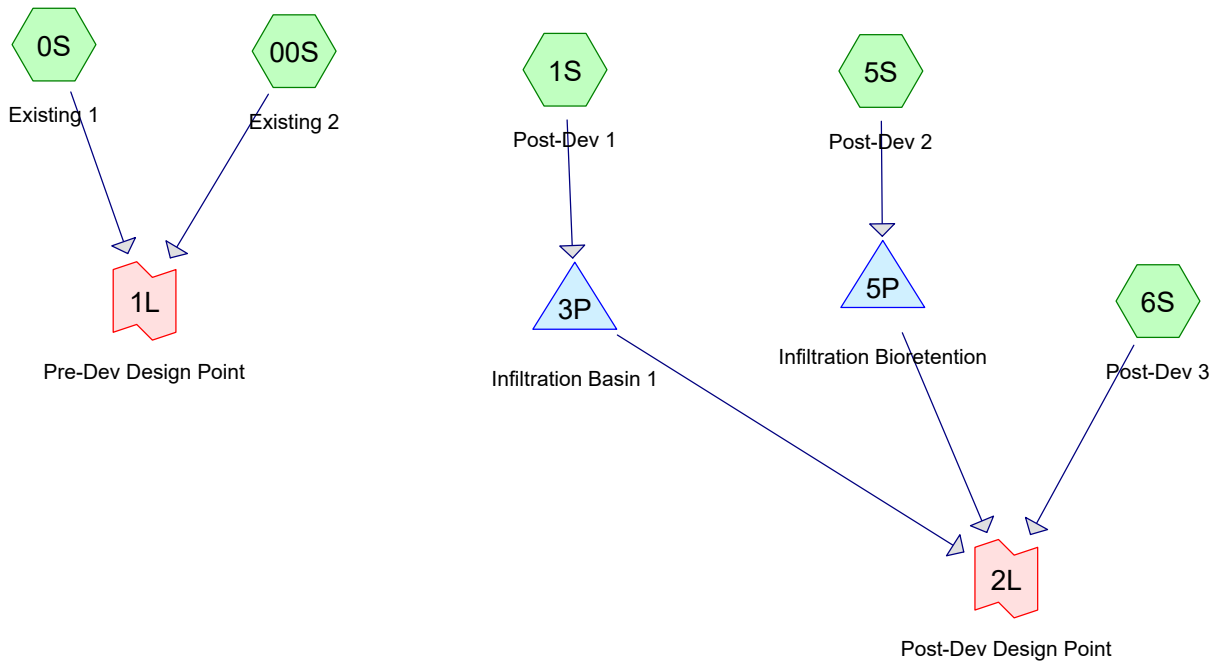 0S
Existing 1
00S
Existing 2
1L
Pre-Dev Design Point
1S
Post-Dev 1
5S
Post-Dev 2
3P
Infiltration Basin 1
5P
Infiltration Bioretention
6S
Post-Dev 3
2L
Post-Dev Design Point